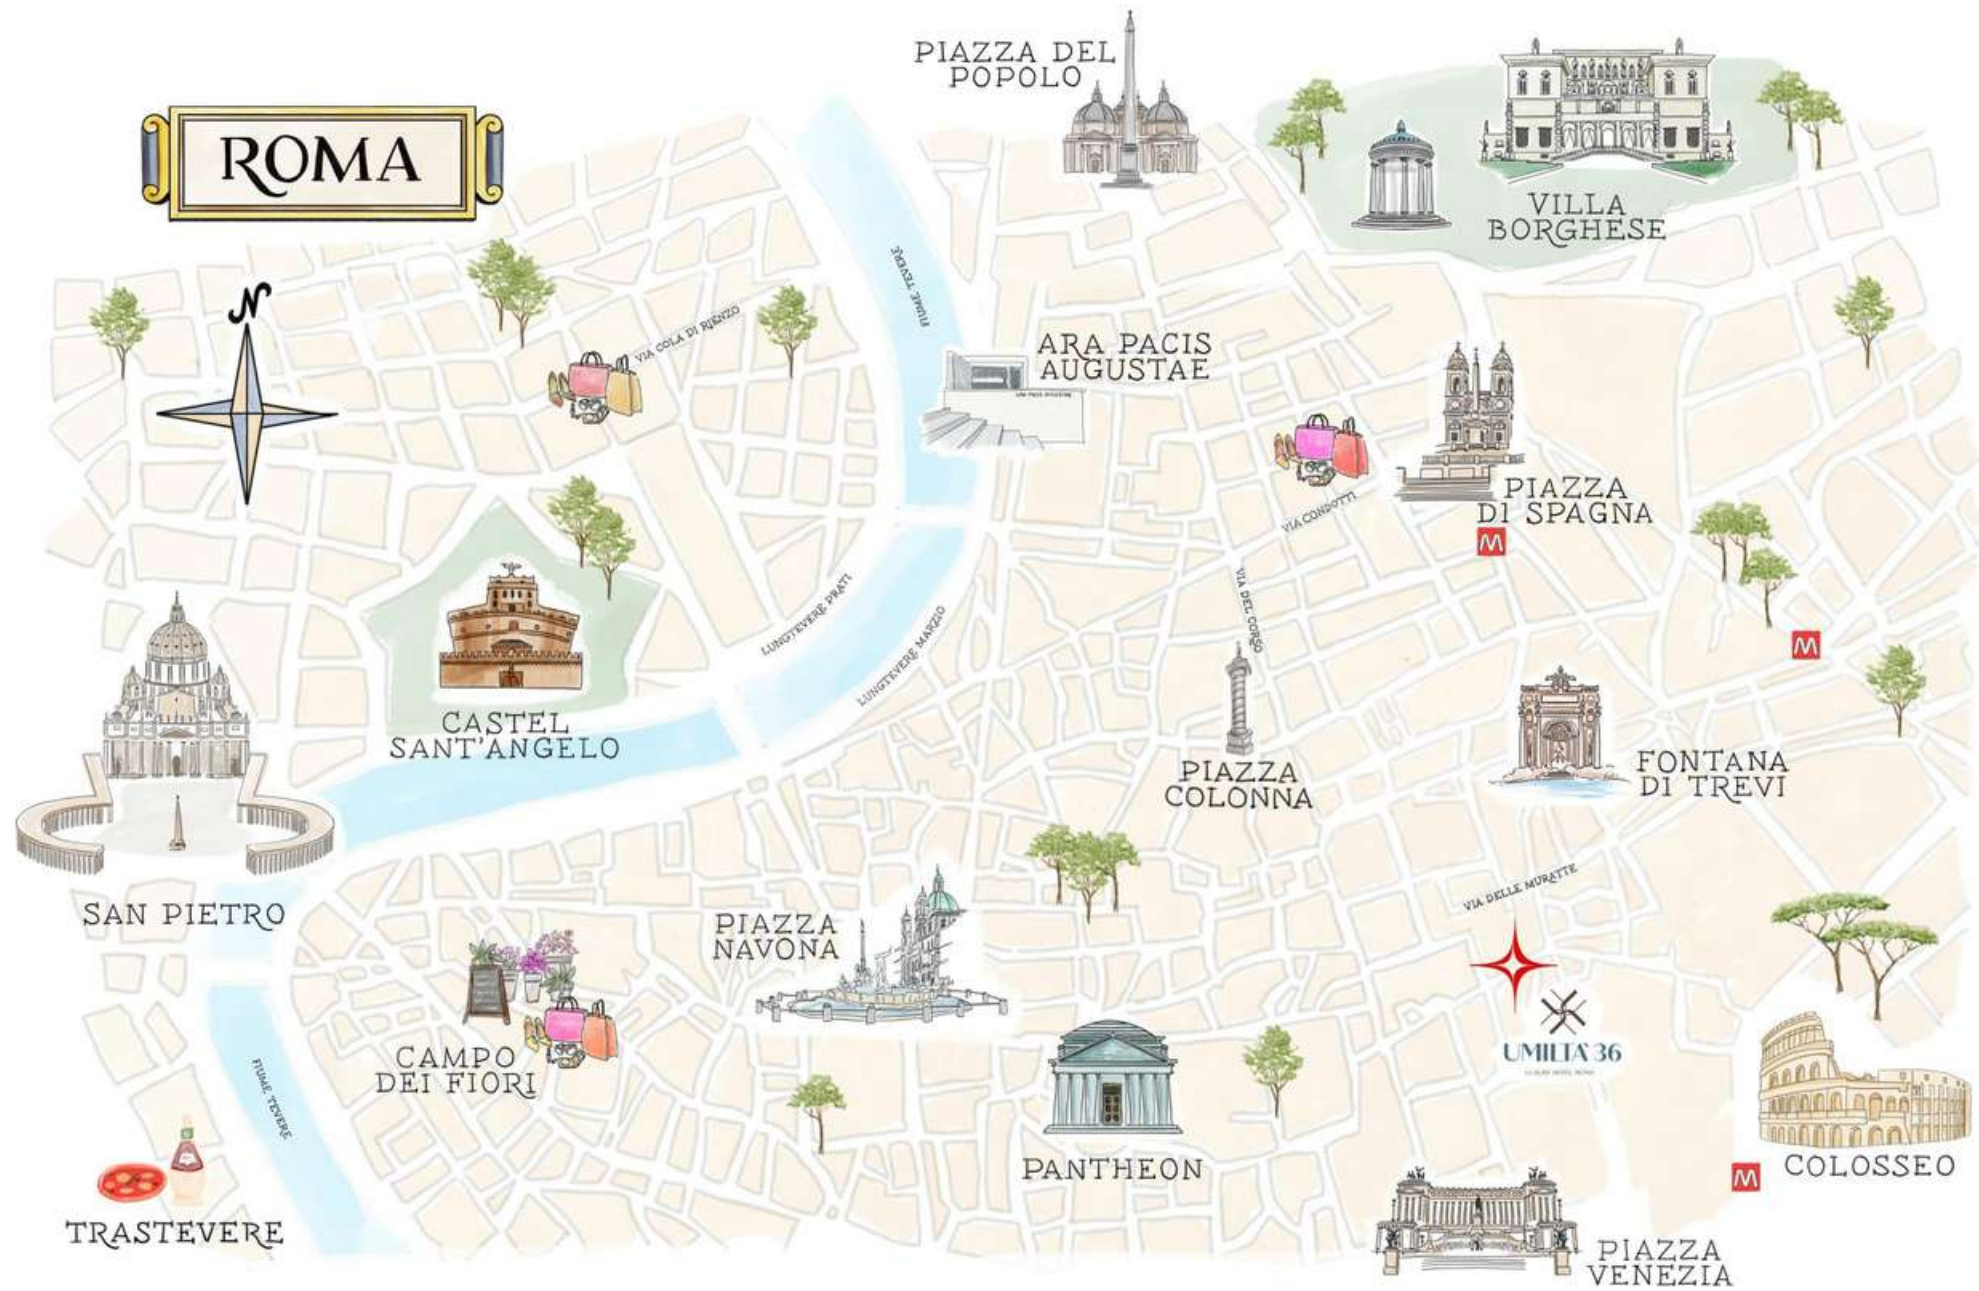 PIAZZA DEL
POPOLO
ROMA
VILLA
BORGHESE
N
FIUME TEVERE
VIA COLA DI RIENZO
ARA PACIS
AUGUSTAE
PIAZZA
DI SPAGNA
M
VIA CONDOTTI
VIA DEL CORSO
LUNGTEVERE PRATI
LUNGTEVERE MARZIO
M
CASTEL
SANT'ANGELO
FONTANA
DI TREVI
PIAZZA
COLONNA
VIA DELLE MURATTE
SAN PIETRO
PIAZZA
NAVONA
UMILTA' 36
CAMPO
DEI FIORI
FIUME TEVERE
PANTHEON
COLOSSEO
M
TRASTEVERE
PIAZZA
VENEZIA